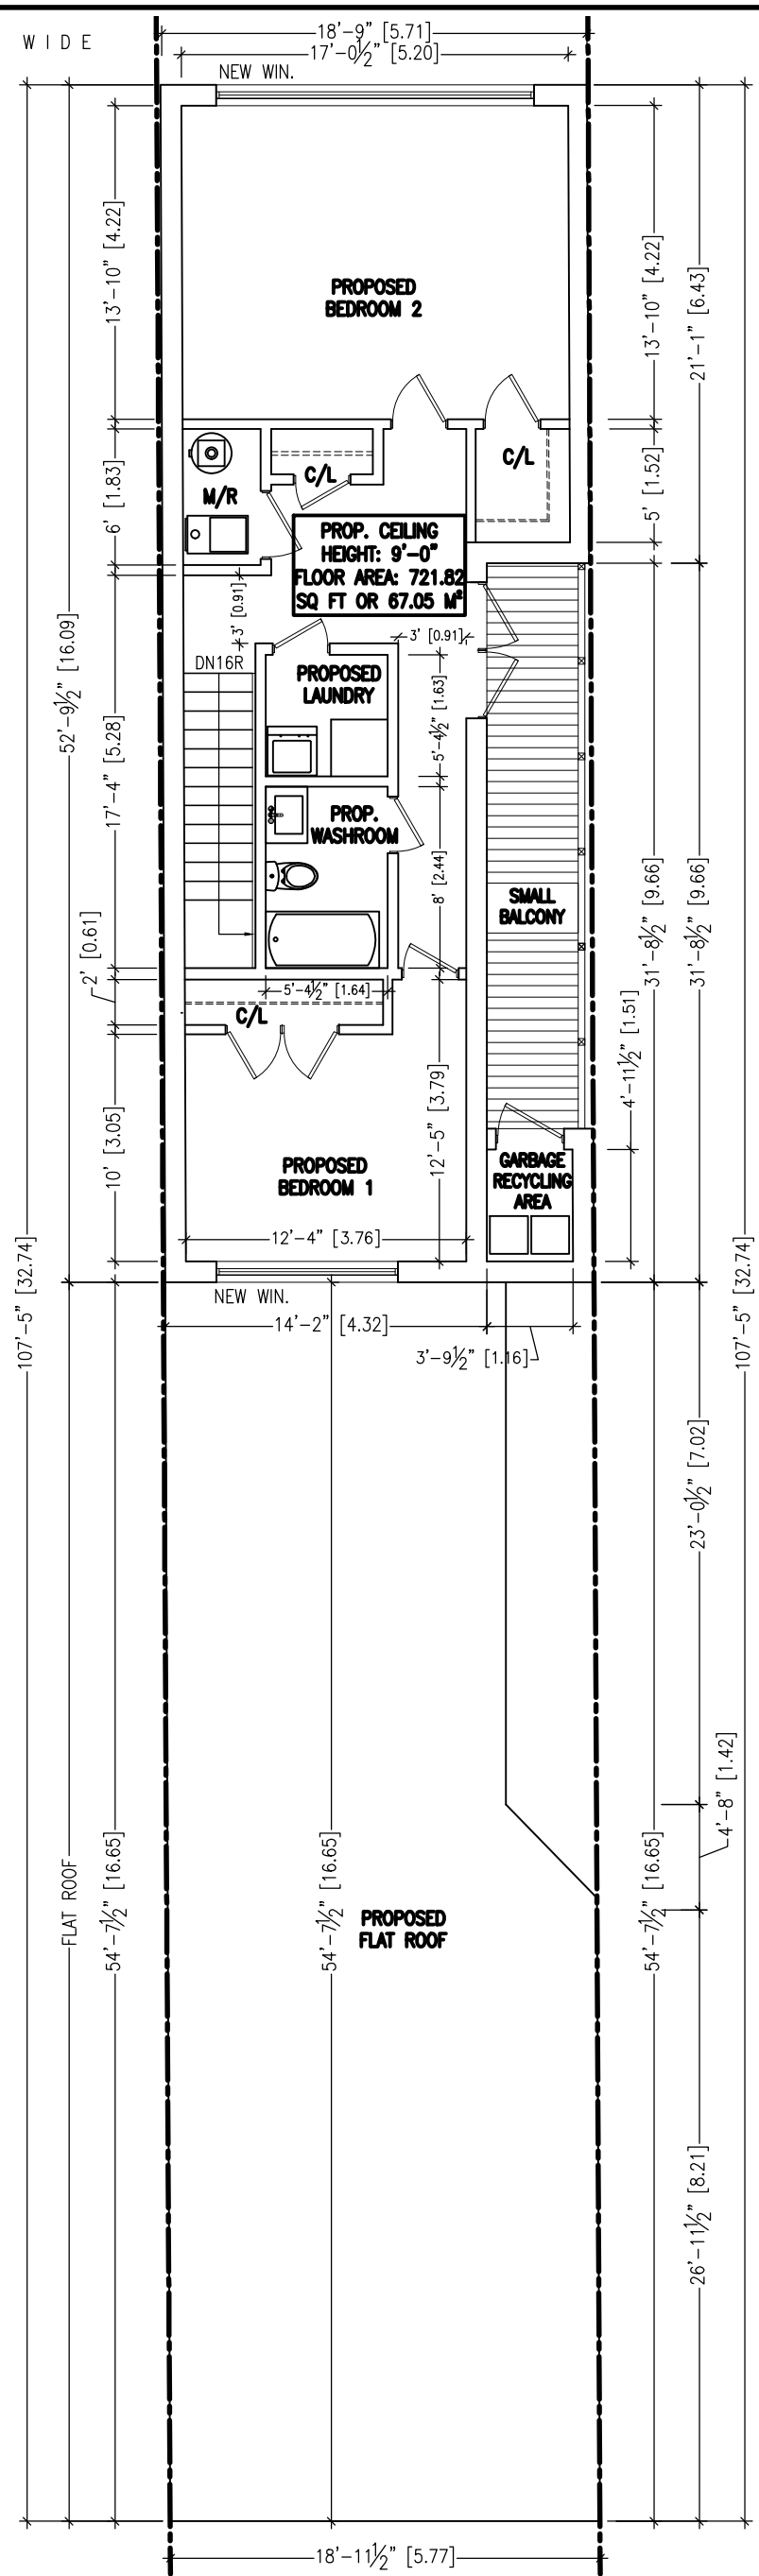 WIDE
18'-9" [5.71]
17'-0½" [5.20]
NEW WIN.
13'-10" [4.22]
13'-10" [4.22]
21'-1" [6.43]
PROPOSED
BEDROOM 2
6' [1.83]
M/R
C/L
C/L
5' [1.52]
PROP. CEILING
HEIGHT: 9'-0"
FLOOR AREA: 721.82
SQ FT OR 67.05 M²
52'-9½" [16.09]
3' [0.91]
3' [0.91]
DN16R
PROPOSED
LAUNDRY
5'-4½" [1.63]
17'-4" [5.28]
PROP.
WASHROOM
8' [2.44]
SMALL
BALCONY
31'-8½" [9.66]
31'-8½" [9.66]
2' [0.61]
5'-4½" [1.64]
C/L
4'-11½" [1.51]
10' [3.05]
12'-5" [3.79]
PROPOSED
BEDROOM 1
GARBAGE
RECYCLING
AREA
12'-4" [3.76]
107'-5" [32.74]
107'-5" [32.74]
NEW WIN.
14'-2" [4.32]
3'-9½" [1.16]
23'-0½" [7.02]
4'-8" [1.42]
FLAT ROOF
54'-7½" [16.65]
54'-7½" [16.65]
54'-7½" [16.65]
PROPOSED
FLAT ROOF
26'-11½" [8.21]
18'-11½" [5.77]